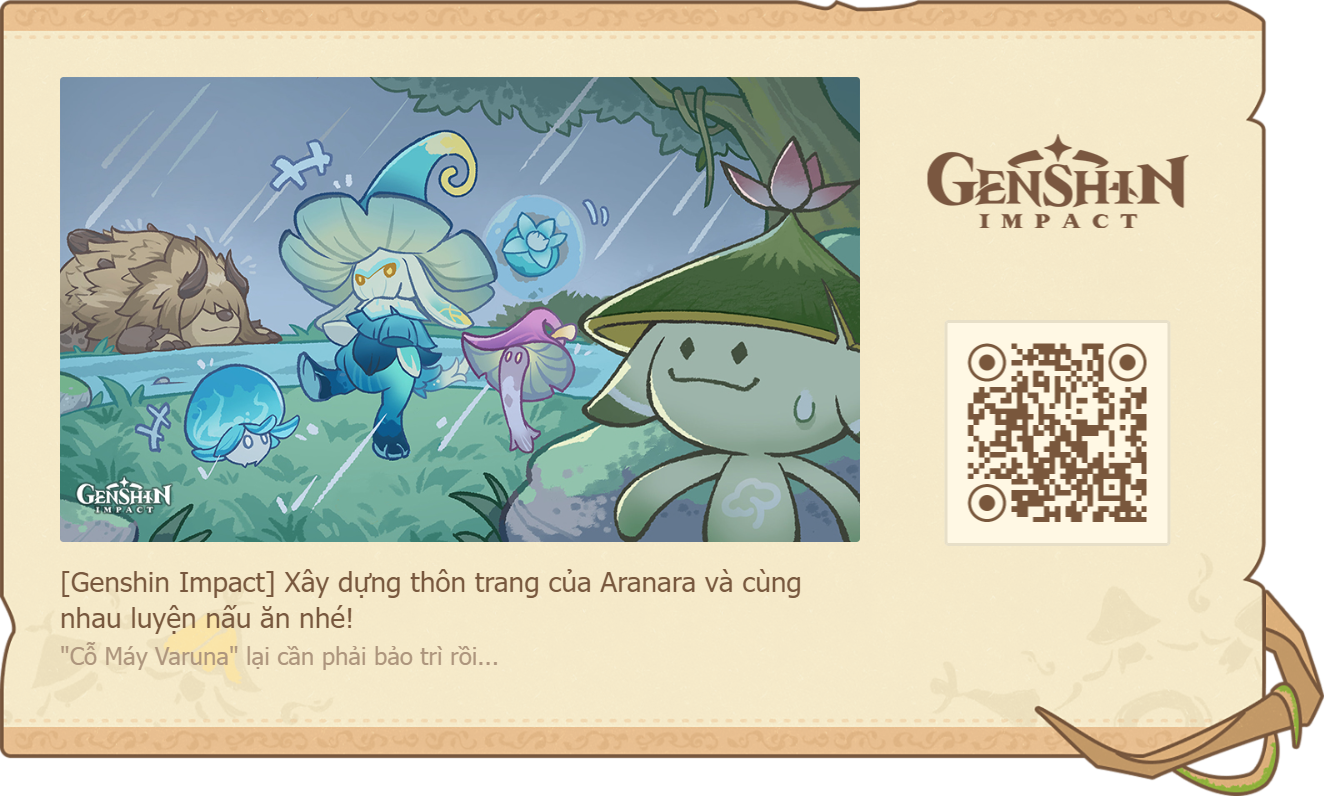 GENSHIN
IMPACT
GENSHIN
IMPACT
[Genshin Impact] Xây dựng thôn trang của Aranara và cùng
nhau luyện nấu ăn nhé!
"Cỗ Máy Varuna" lại cần phải bảo trì rồi...